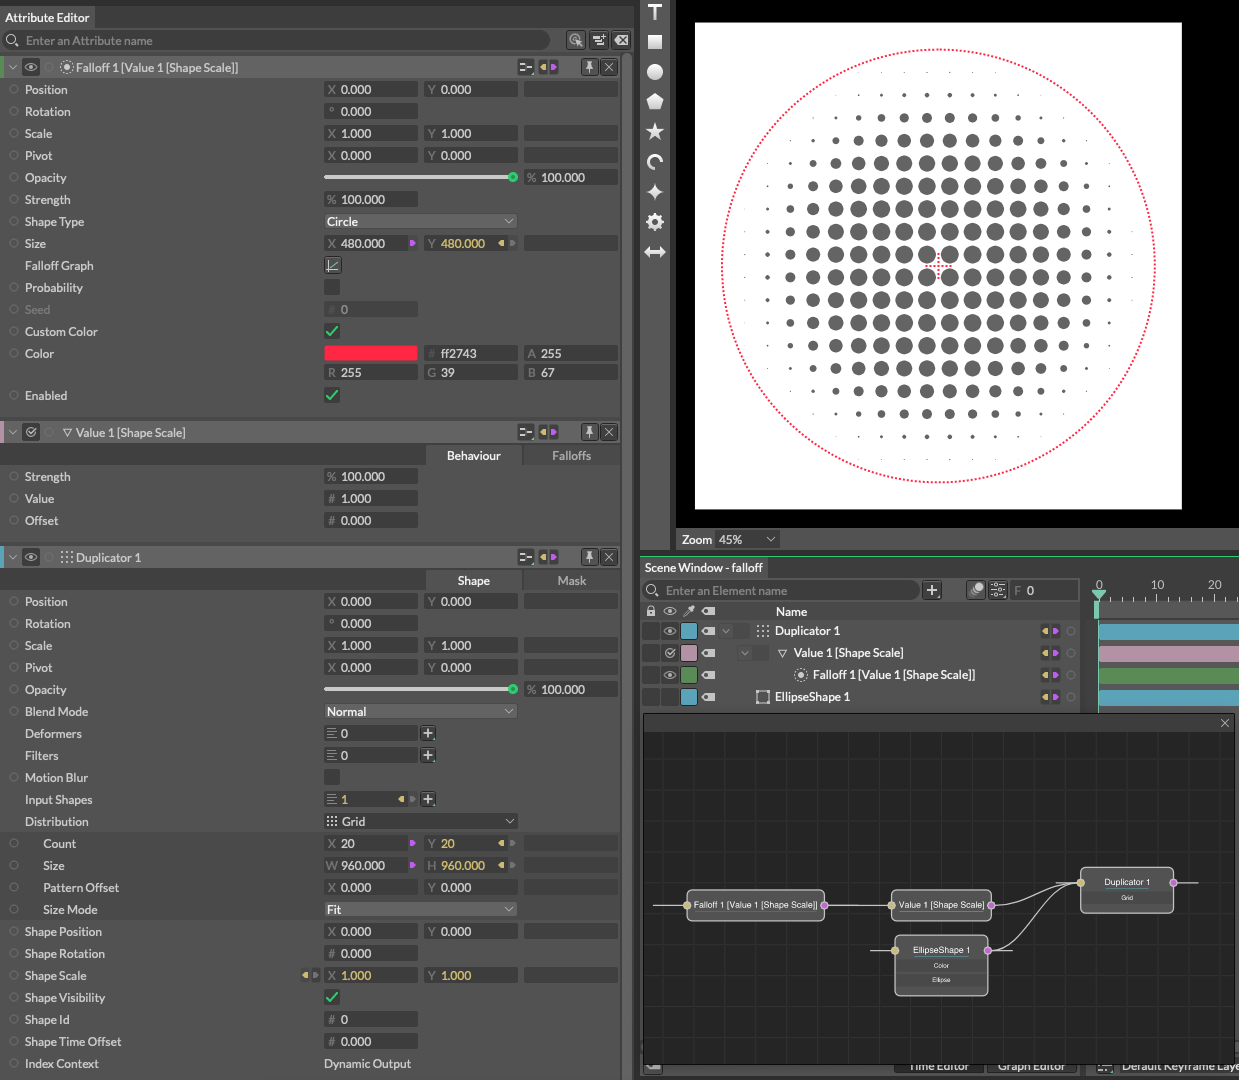 Attribute Editor
Enter an Attribute name
Falloff 1 [Value 1 [Shape Scale]]
Position X 0.000 Y 0.000
Rotation ° 0.000
Scale X 1.000 Y 1.000
Pivot X 0.000 Y 0.000
Opacity % 100.000
Strength % 100.000
Shape Type Circle
Size X 480.000 Y 480.000
Falloff Graph
Probability
Seed # 0
Custom Color
Color # ff2743 A 255
R 255 G 39 B 67
Enabled
Value 1 [Shape Scale]
Behaviour Falloffs
Strength % 100.000
Value # 1.000
Offset # 0.000
Duplicator 1
Shape Mask
Position X 0.000 Y 0.000
Rotation ° 0.000
Scale X 1.000 Y 1.000
Pivot X 0.000 Y 0.000
Opacity % 100.000
Blend Mode Normal
Deformers 0
Filters 0
Motion Blur
Input Shapes 1
Distribution Grid
Count X 20 Y 20
Size W 960.000 H 960.000
Pattern Offset X 0.000 Y 0.000
Size Mode Fit
Shape Position X 0.000 Y 0.000
Shape Rotation # 0.000
Shape Scale X 1.000 Y 1.000
Shape Visibility
Shape Id # 0
Shape Time Offset # 0.000
Index Context Dynamic Output
T
Zoom 45%
Scene Window - falloff
Enter an Element name F 0
0 10 20
Name
Duplicator 1
Value 1 [Shape Scale]
Falloff 1 [Value 1 [Shape Scale]]
EllipseShape 1
Duplicator 1
Grid
Falloff 1 [Value 1 [Shape Scale]]
Value 1 [Shape Scale]
EllipseShape 1
Color
Ellipse
Time Editor Graph Editor Default Keyframe Laye